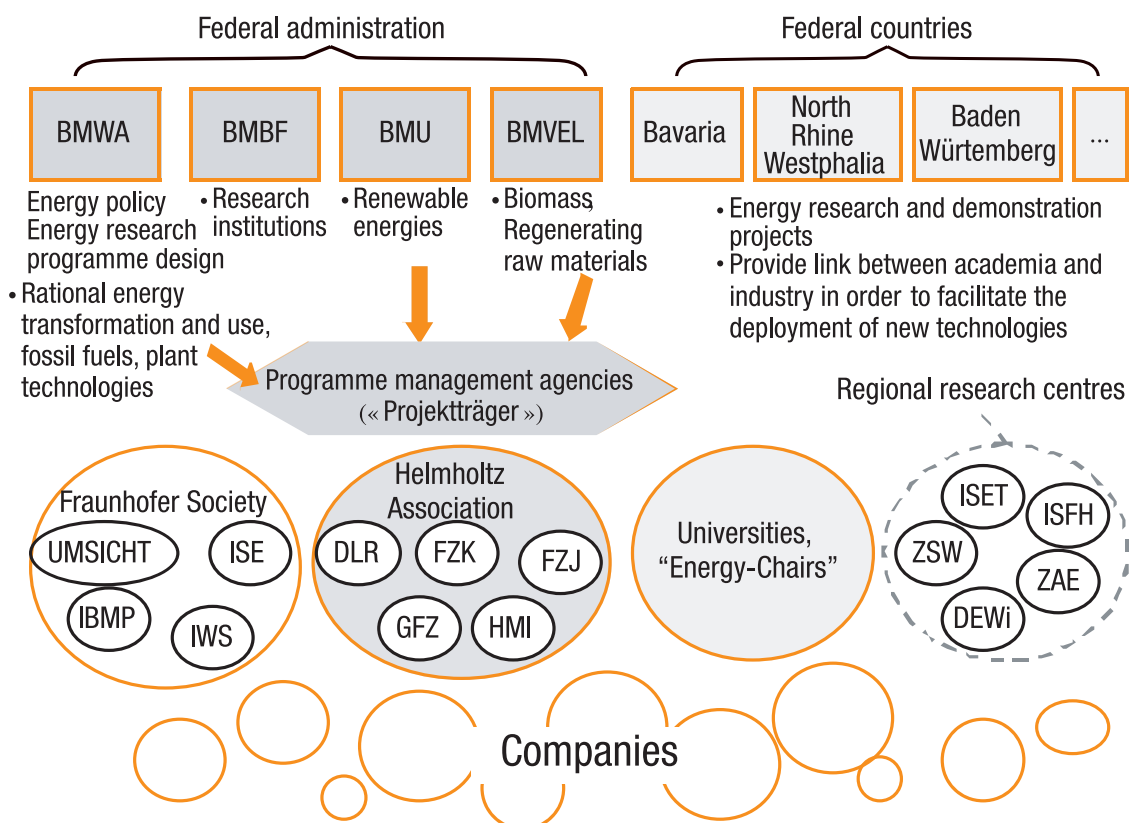 Federal administration
Federal countries
BMWA
BMBF
BMU
BMVEL
Bavaria
North
Rhine
Westphalia
Baden
Würtemberg
...
Energy policy
Energy research
programme design
• Rational energy
transformation and use,
fossil fuels, plant
technologies
• Research
institutions
• Renewable
energies
• Biomass,
Regenerating
raw materials
• Energy research and demonstration
projects
• Provide link between academia and
industry in order to facilitate the
deployment of new technologies
Programme management agencies
(« Projektträger »)
Regional research centres
Fraunhofer Society
UMSICHT
ISE
IBMP
IWS
Helmholtz
Association
DLR
FZK
FZJ
GFZ
HMI
Universities,
“Energy-Chairs”
ISET
ISFH
ZSW
ZAE
DEWi
Companies